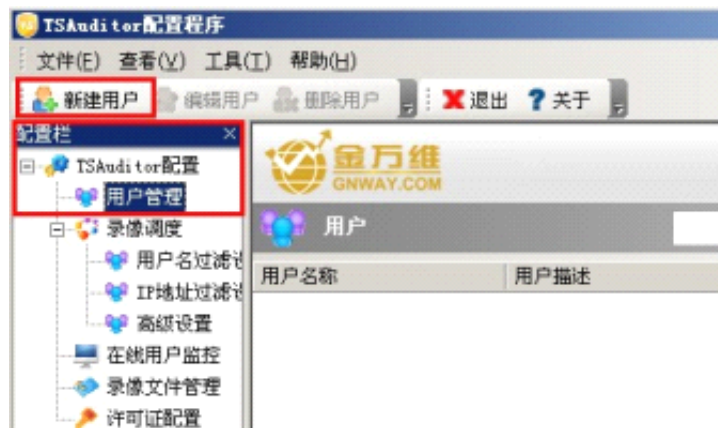 TSAuditor配置程序
文件(F) 查看(V) 工具(T) 帮助(H)
新建用户 编辑用户 删除用户 退出 ? 关于
配置栏 ×
TSAuditor配置
用户管理
录像调度
用户名过滤
IP地址过滤
高级设置
在线用户监控
录像文件管理
许可证配置
金万维
GNWAY.COM
用户
用户名称 用户描述